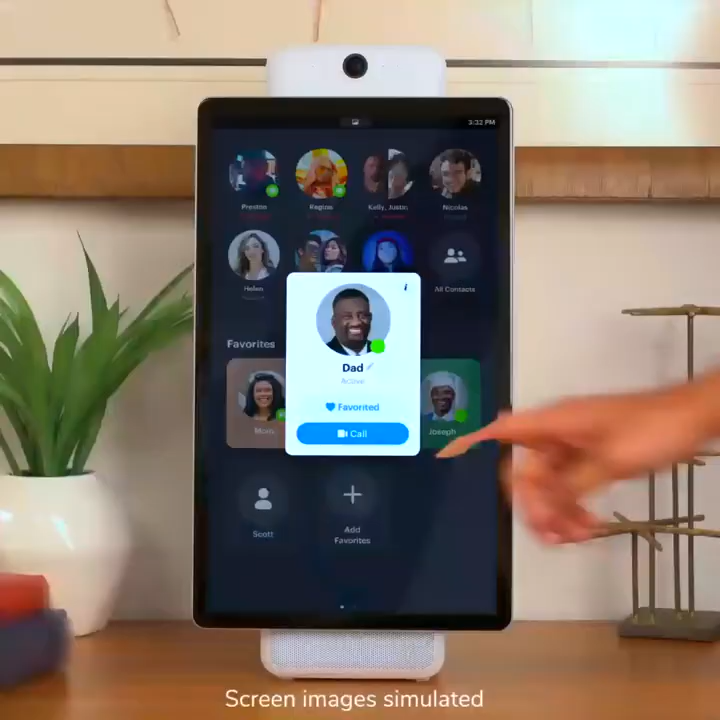 3:32 PM
Preston
Regina
Kelly, Justin
Nicolas
Helen
All Contacts
Favorites
i
Dad
Active
Favorited
Call
Mom
Joseph
Scott
Add
Favorites
Screen images simulated